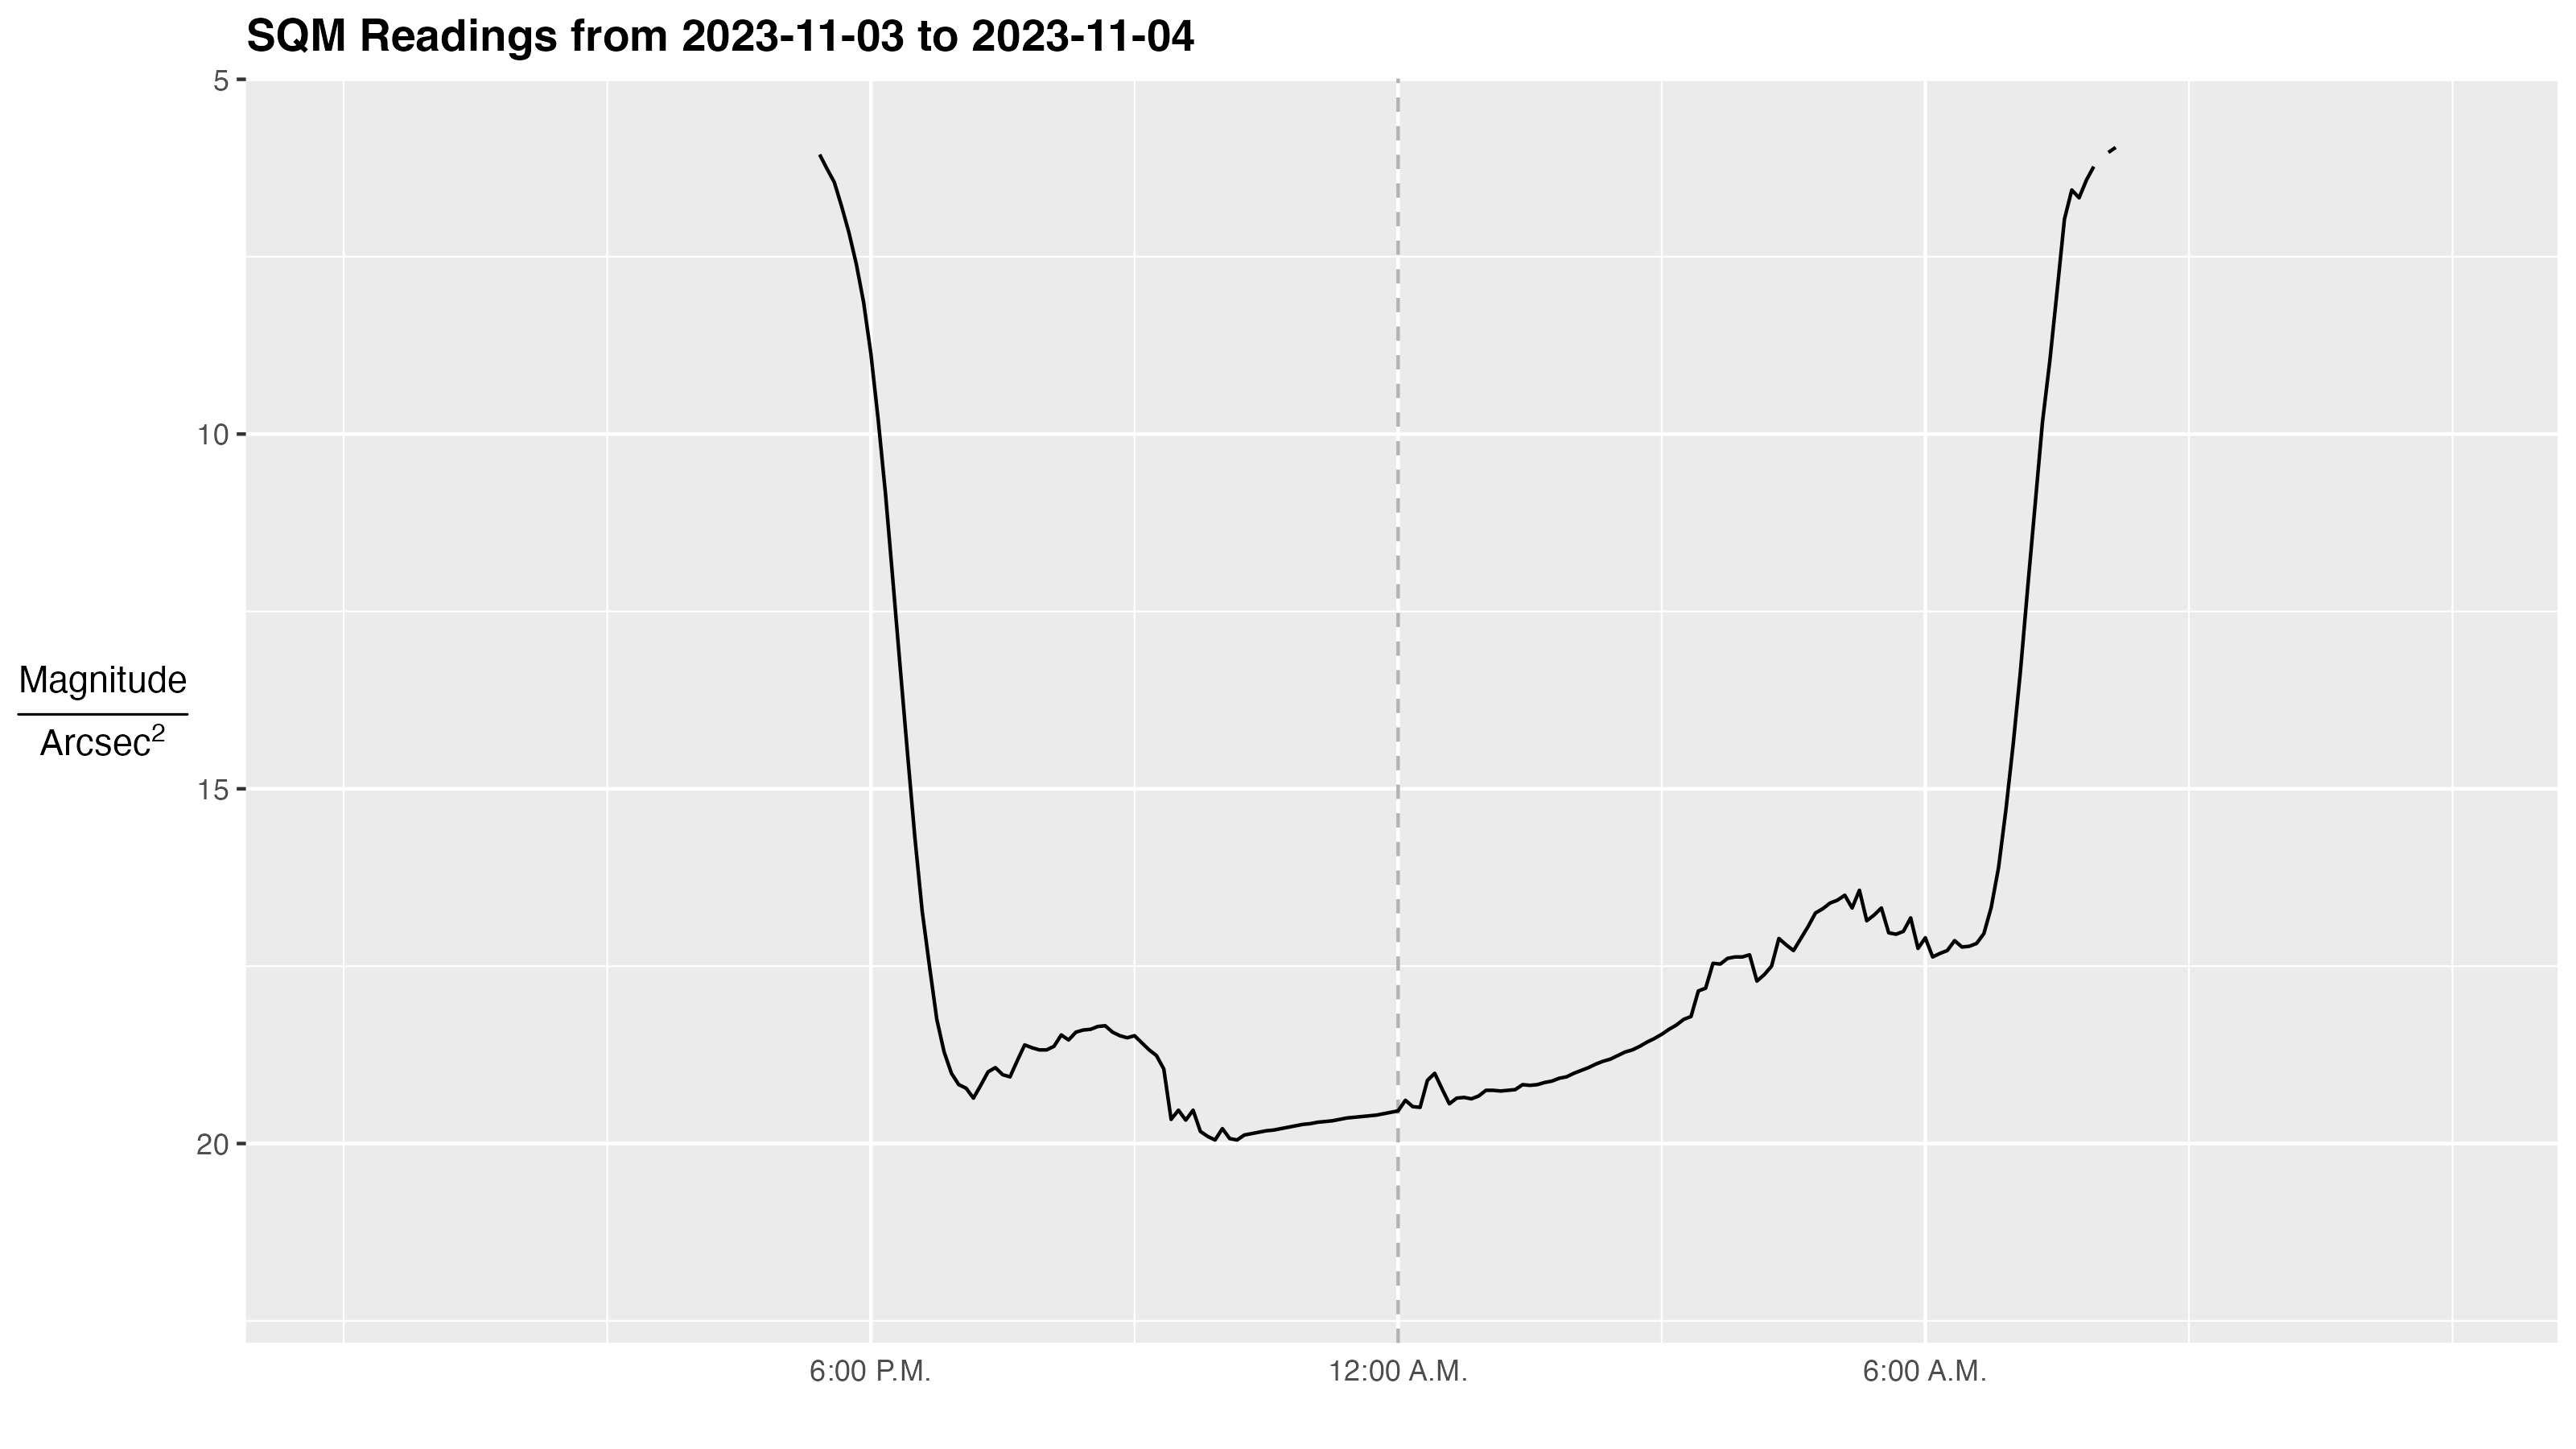 SQM Readings from 2023-11-03 to 2023-11-04
5
10
15
20
Magnitude
Arcsec²
6:00 P.M. 12:00 A.M. 6:00 A.M.